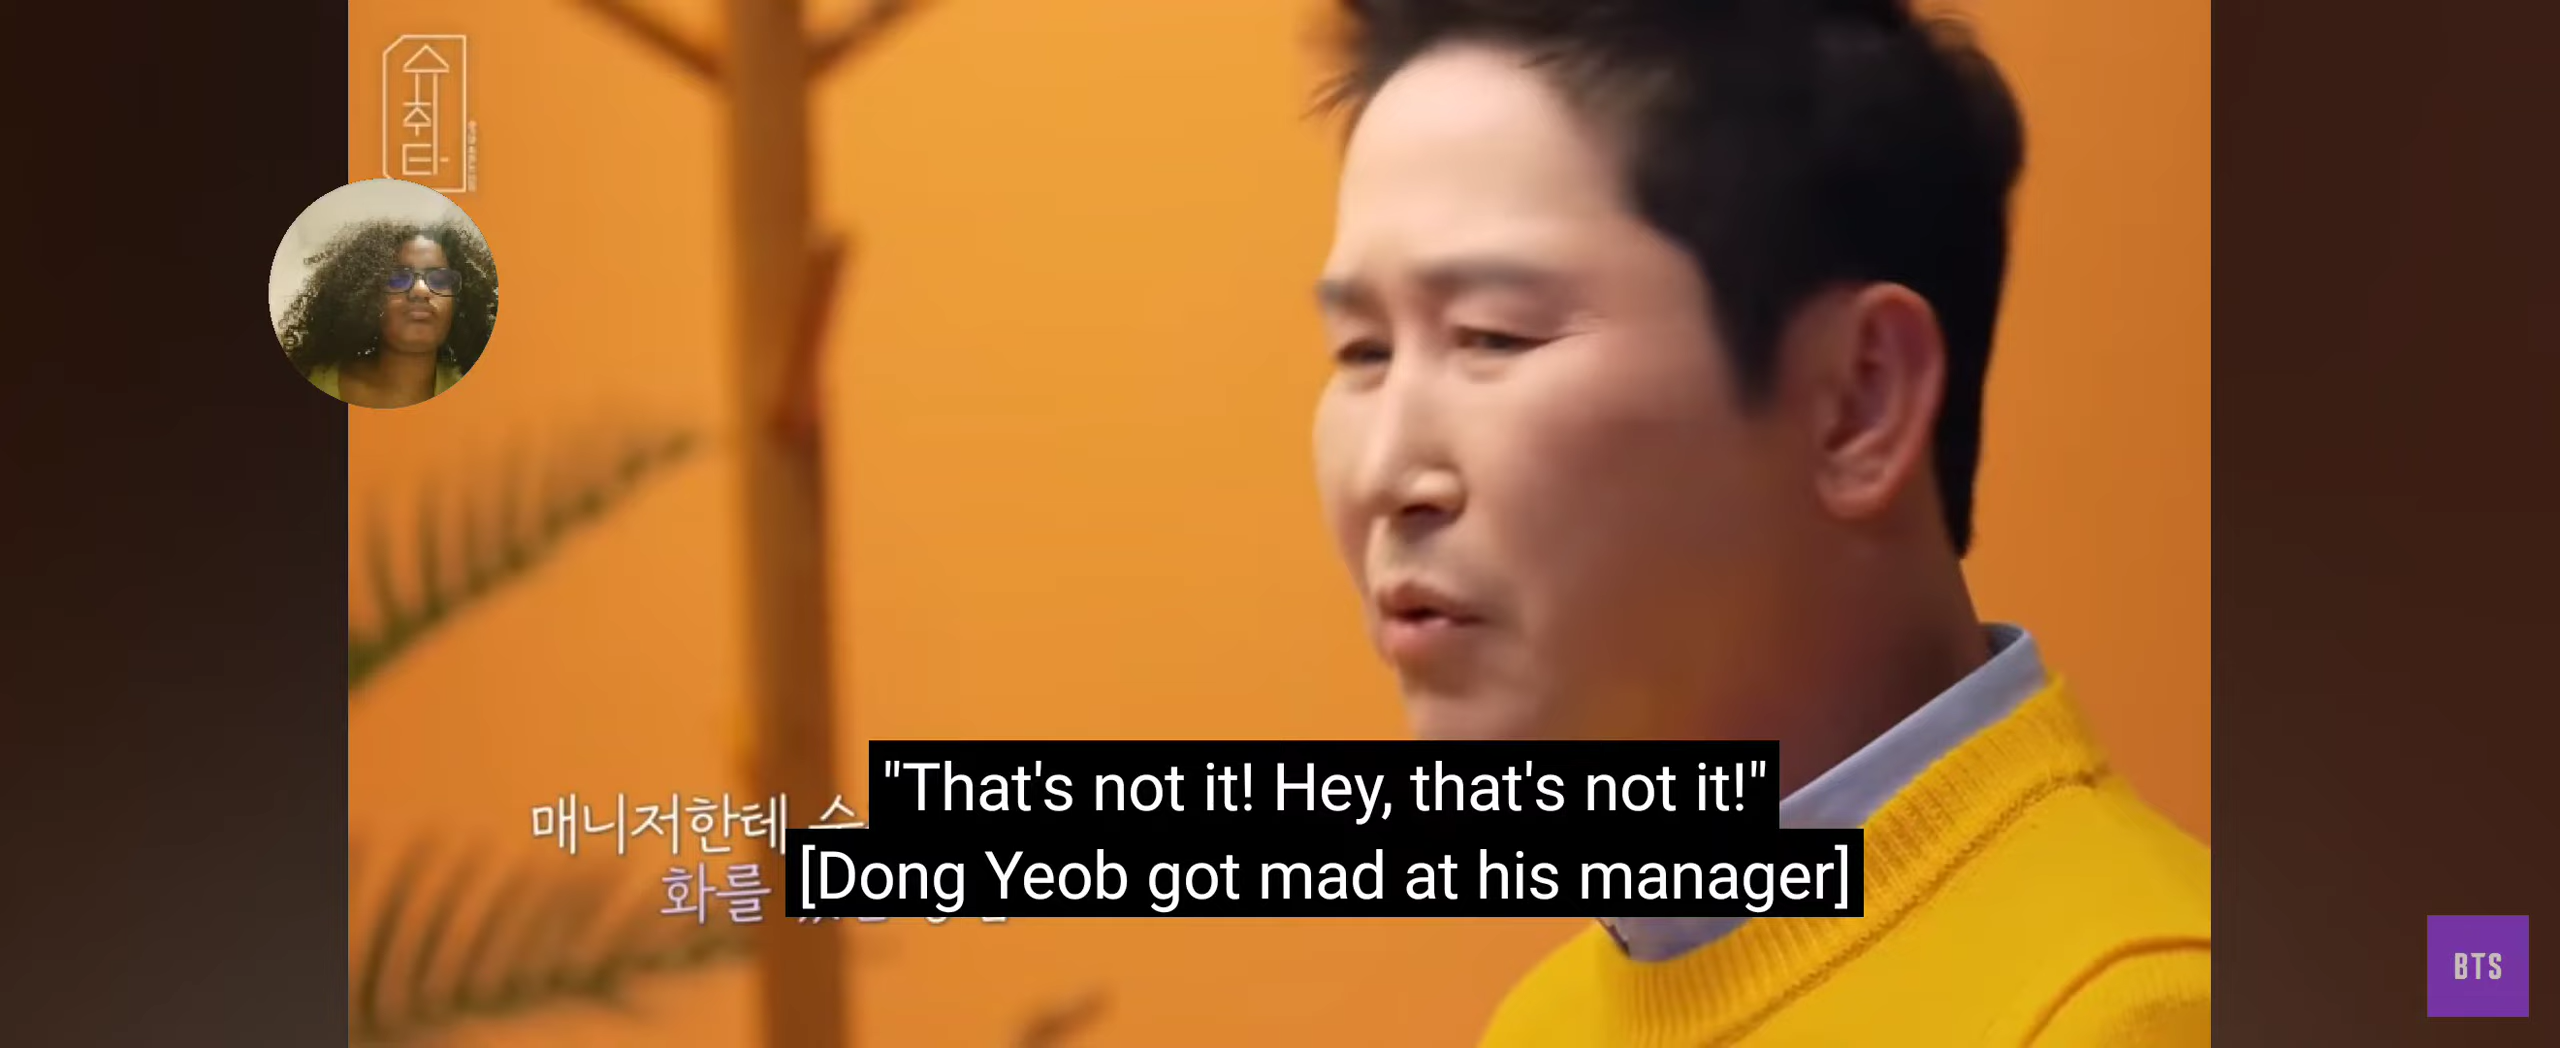 슈취타
"That's not it! Hey, that's not it!"
매니저한테
[Dong Yeob got mad at his manager]
화를
BTS